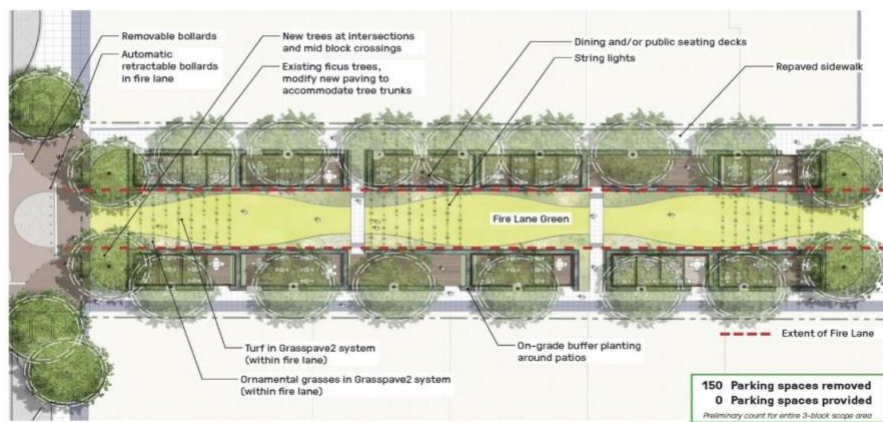 Removable bollards
Automatic
retractable bollards
in fire lane
New trees at intersections
and mid block crossings
Existing ficus trees,
modify new paving to
accommodate tree trunks
Dining and/or public seating decks
String lights
Repaved sidewalk
Fire Lane Green
Turf in Grasspave2 system
(within fire lane)
Ornamental grasses in Grasspave2 system
(within fire lane)
On-grade buffer planting
around patios
Extent of Fire Lane
150 Parking spaces removed
0 Parking spaces provided
Preliminary count for entire 3-block scope area